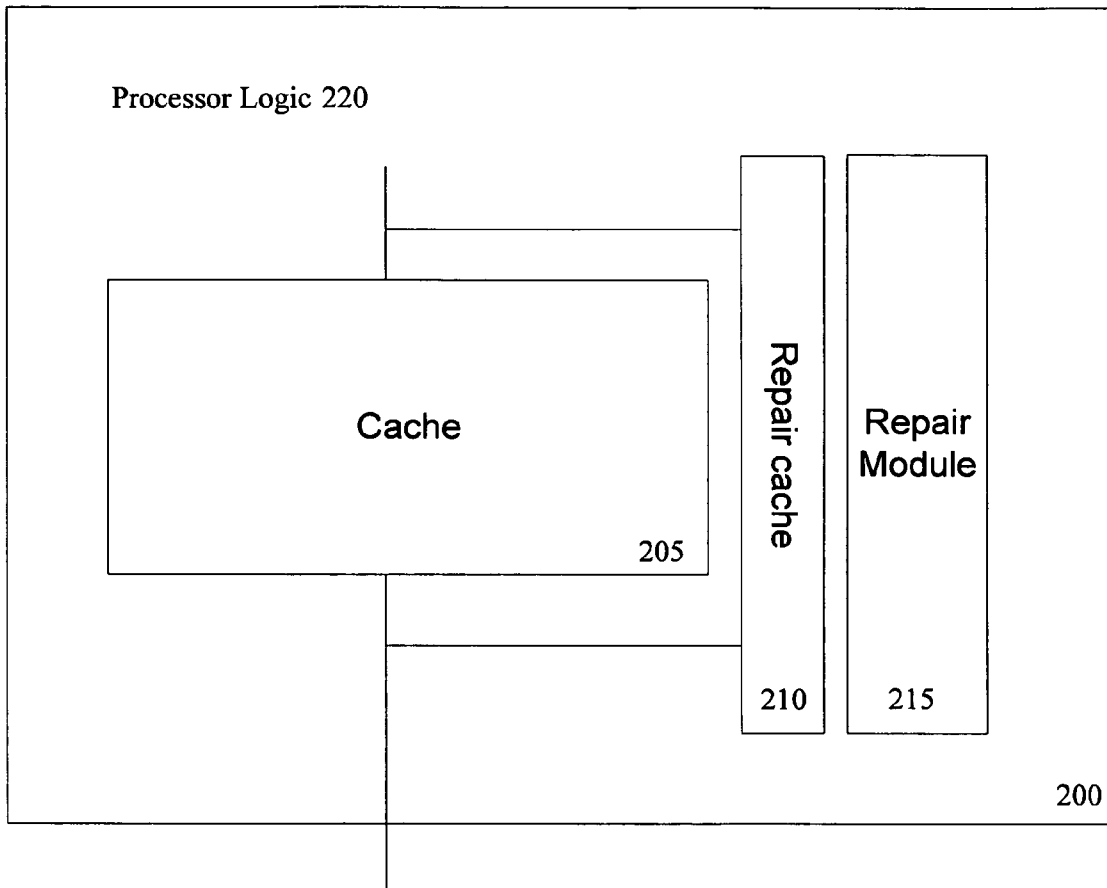 Processor Logic 220
Cache
205
Repair cache
210
Repair
Module
215
200